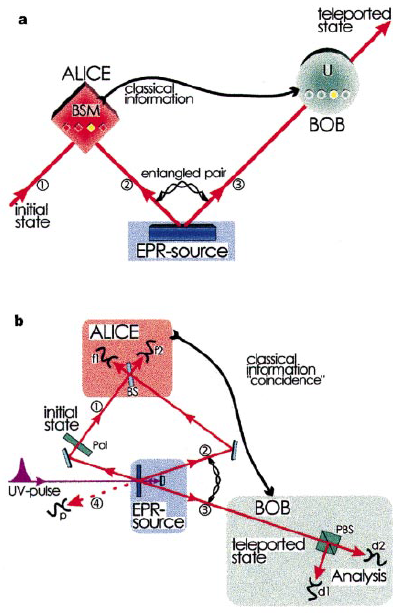 a
teleported
state
ALICE
U
BSM
classical
information
BOB
entangled pair
①
②
③
initial
state
EPR-source
b
ALICE
f1
f2
classical
information
"coincidence"
BS
initial
state
①
Pol
②
UV-pulse
④
③
BOB
p
EPR-
source
PBS
teleported
state
d2
Analysis
d1